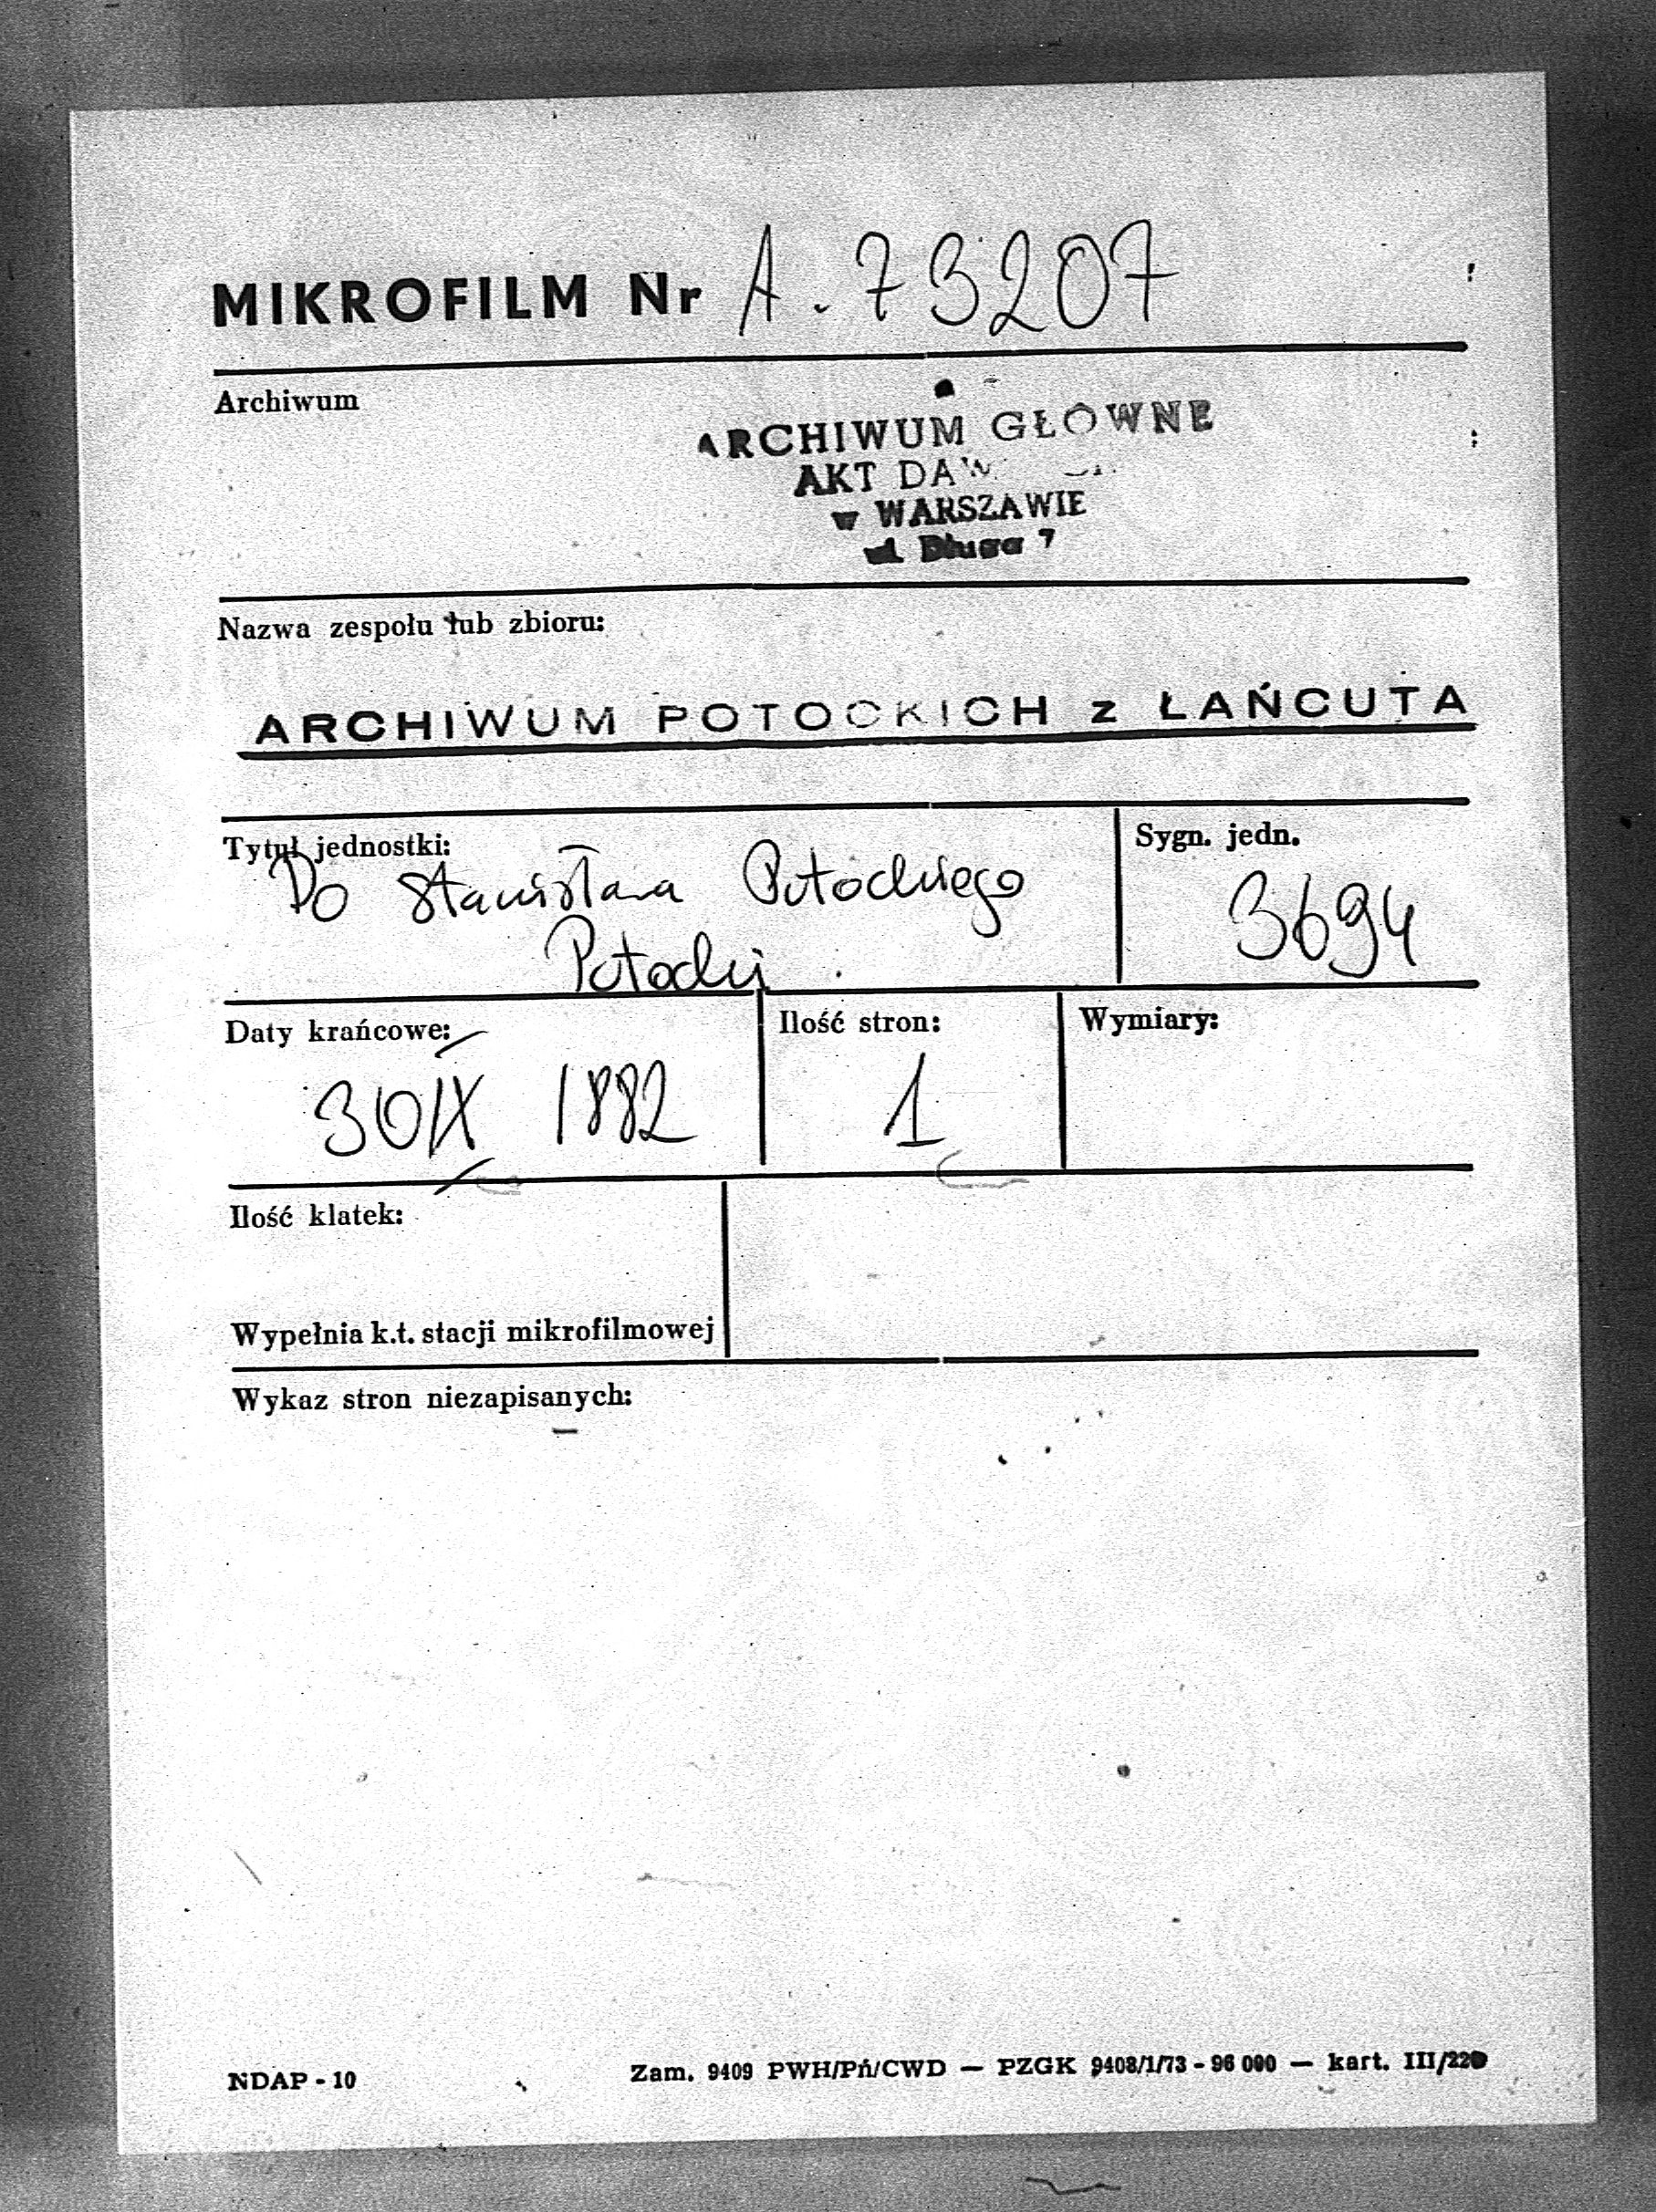 MIKROFILM Nr A. 73207
Archiwum
ARCHIWUM GŁÓWNE
AKT
w WARSZAWIE
ul. Długa 7
Nazwa zespołu lub zbioru:
ARCHIWUM POTOCKICH z ŁAŃCUTA
Tytuł jednostki:
Sygn. jedn.
Do Stanisława Potockiego
Potocki
3694
Daty krańcowe:
Ilość stron:
Wymiary:
30 IX 1882
1
Ilość klatek:
Wypełnia k.t. stacji mikrofilmowej
Wykaz stron niezapisanych:
—
NDAP - 10
Zam. 9409 PWH/Pń/CWD — PZGK 9408/1/73 - 96 000 — kart. III/220